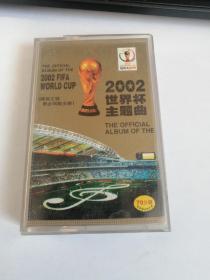 THE OFFICIAL
ALBUM OF THE
2002 FIFA
WORLD CUP
2002
世界杯
主题曲
THE OFFICIAL
ALBUM OF THE